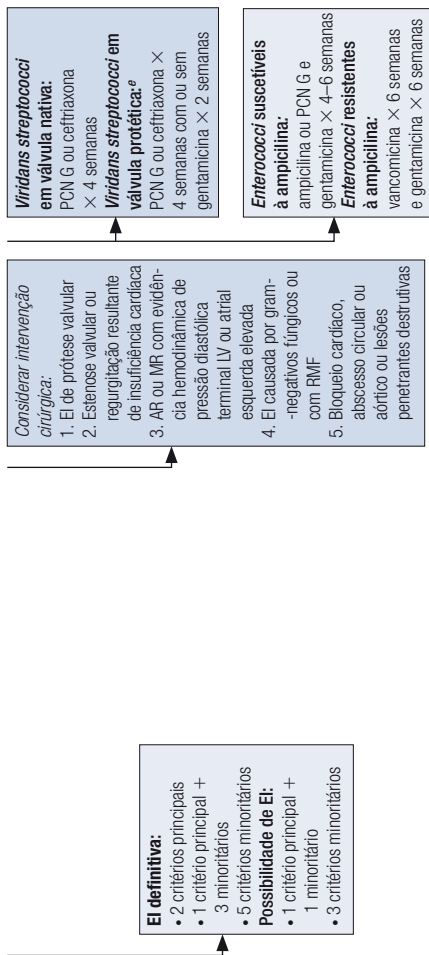 El definitiva:
• 2 critérios principais
• 1 critério principal +
3 minoritários
• 5 critérios minoritários
Possibilidade de El:
• 1 critério principal +
1 minoritário
• 3 critérios minoritários
Considerar intervenção
cirúrgica:
1. El de prótese valvular
2. Estenose valvular ou
regurgitação resultante
de insuficiência cardíaca
3. AR ou MR com evidên-
cia hemodinâmica de
pressão diastólica
terminal LV ou atrial
esquerda elevada
4. El causada por gram-
-negativos fúngicos ou
com RMF
5. Bloqueio cardíaco,
abscesso circular ou
aórtico ou lesões
penetrantes destrutivas
Viridans streptococci
em válvula nativa:
PCN G ou ceftriaxona
× 4 semanas
Viridans streptococci em
válvula protética:e
PCN G ou ceftriaxona ×
4 semanas com ou sem
gentamicina × 2 semanas
Enterococci suscetíveis
à ampicilina:
ampicilina ou PCN G e
gentamicina × 4–6 semanas
Enterococci resistentes
à ampicilina:
vancomicina × 6 semanas
e gentamicina × 6 semanas